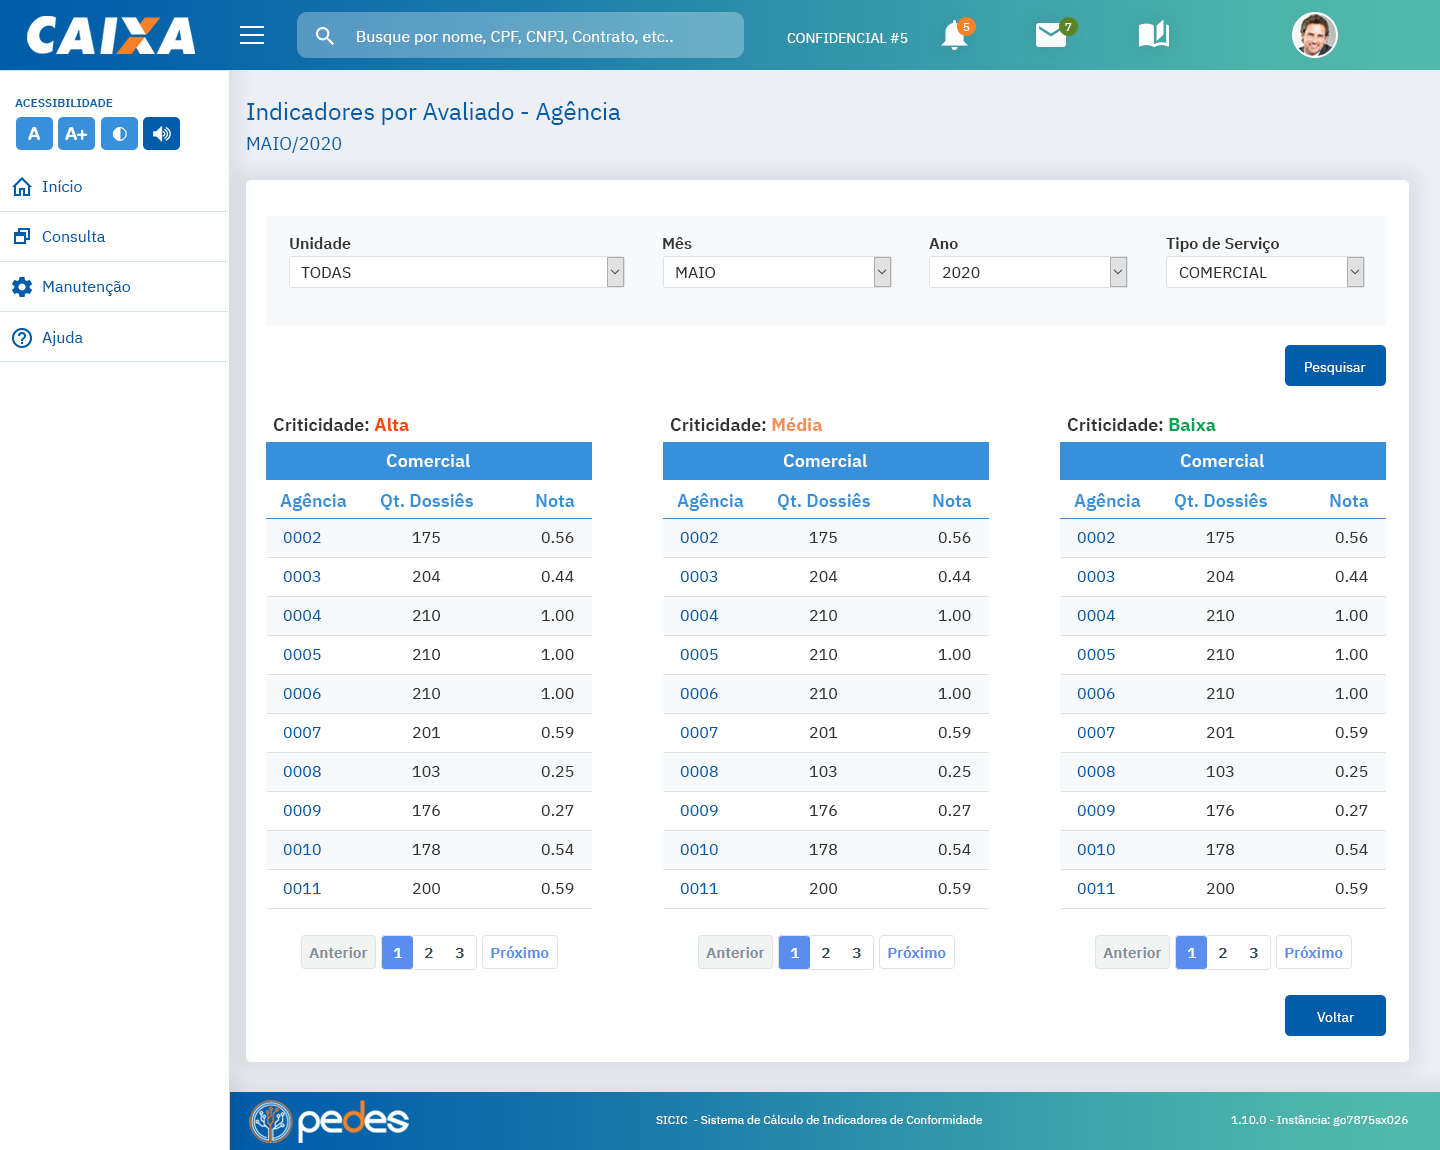 CAIXA
Busque por nome, CPF, CNPJ, Contrato, etc..
CONFIDENCIAL #5
5
7
ACESSIBILIDADE
A A+
Início
Consulta
Manutenção
Ajuda
Indicadores por Avaliado - Agência
MAIO/2020
Unidade Mês Ano Tipo de Serviço
TODAS MAIO 2020 COMERCIAL
Pesquisar
Criticidade: Alta
Comercial
Agência Qt. Dossiês Nota
0002 175 0.56
0003 204 0.44
0004 210 1.00
0005 210 1.00
0006 210 1.00
0007 201 0.59
0008 103 0.25
0009 176 0.27
0010 178 0.54
0011 200 0.59
Anterior 1 2 3 Próximo
Criticidade: Média
Comercial
Agência Qt. Dossiês Nota
0002 175 0.56
0003 204 0.44
0004 210 1.00
0005 210 1.00
0006 210 1.00
0007 201 0.59
0008 103 0.25
0009 176 0.27
0010 178 0.54
0011 200 0.59
Anterior 1 2 3 Próximo
Criticidade: Baixa
Comercial
Agência Qt. Dossiês Nota
0002 175 0.56
0003 204 0.44
0004 210 1.00
0005 210 1.00
0006 210 1.00
0007 201 0.59
0008 103 0.25
0009 176 0.27
0010 178 0.54
0011 200 0.59
Anterior 1 2 3 Próximo
Voltar
pedes
SICIC - Sistema de Cálculo de Indicadores de Conformidade
1.10.0 - Instância: go7875sx026